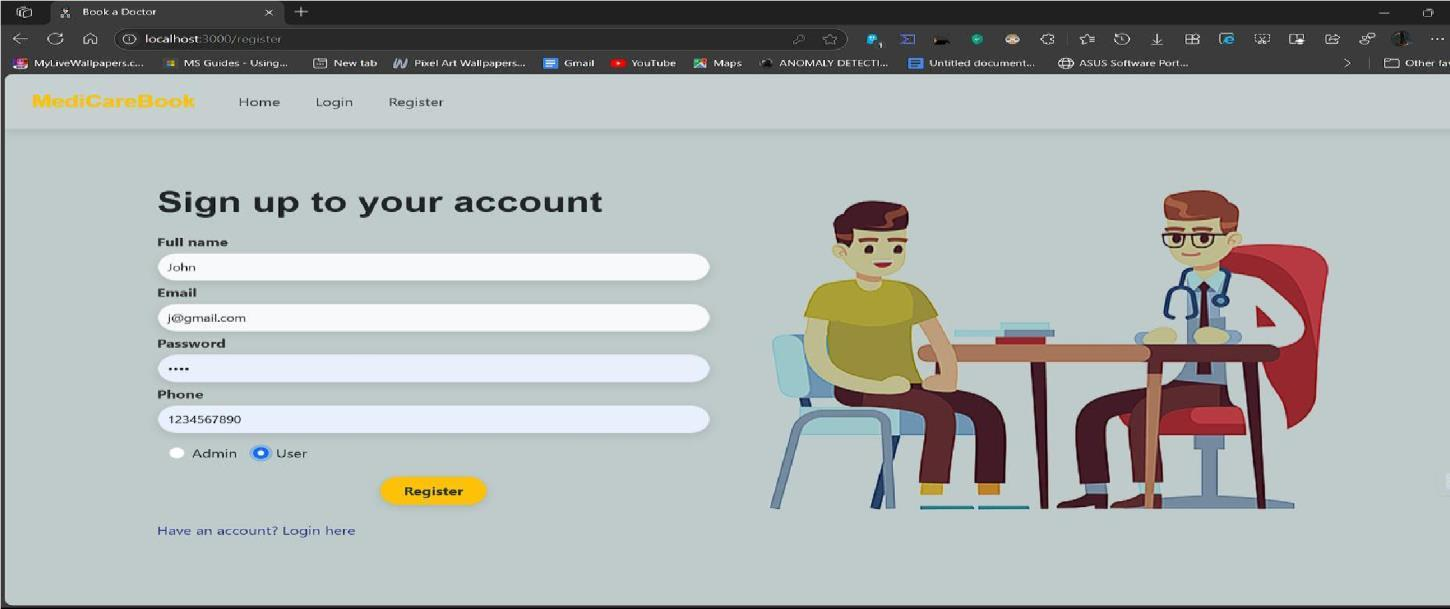 Book a Doctor
localhost:3000/register
MyLiveWallpapers.c... MS Guides - Using... New tab Pixel Art Wallpapers... Gmail YouTube Maps ANOMALY DETECTI... Untitled document... ASUS Software Port... Other fav
MediCareBook Home Login Register
Sign up to your account
Full name
John
Email
j@gmail.com
Password
••••
Phone
1234567890
Admin User
Register
Have an account? Login here